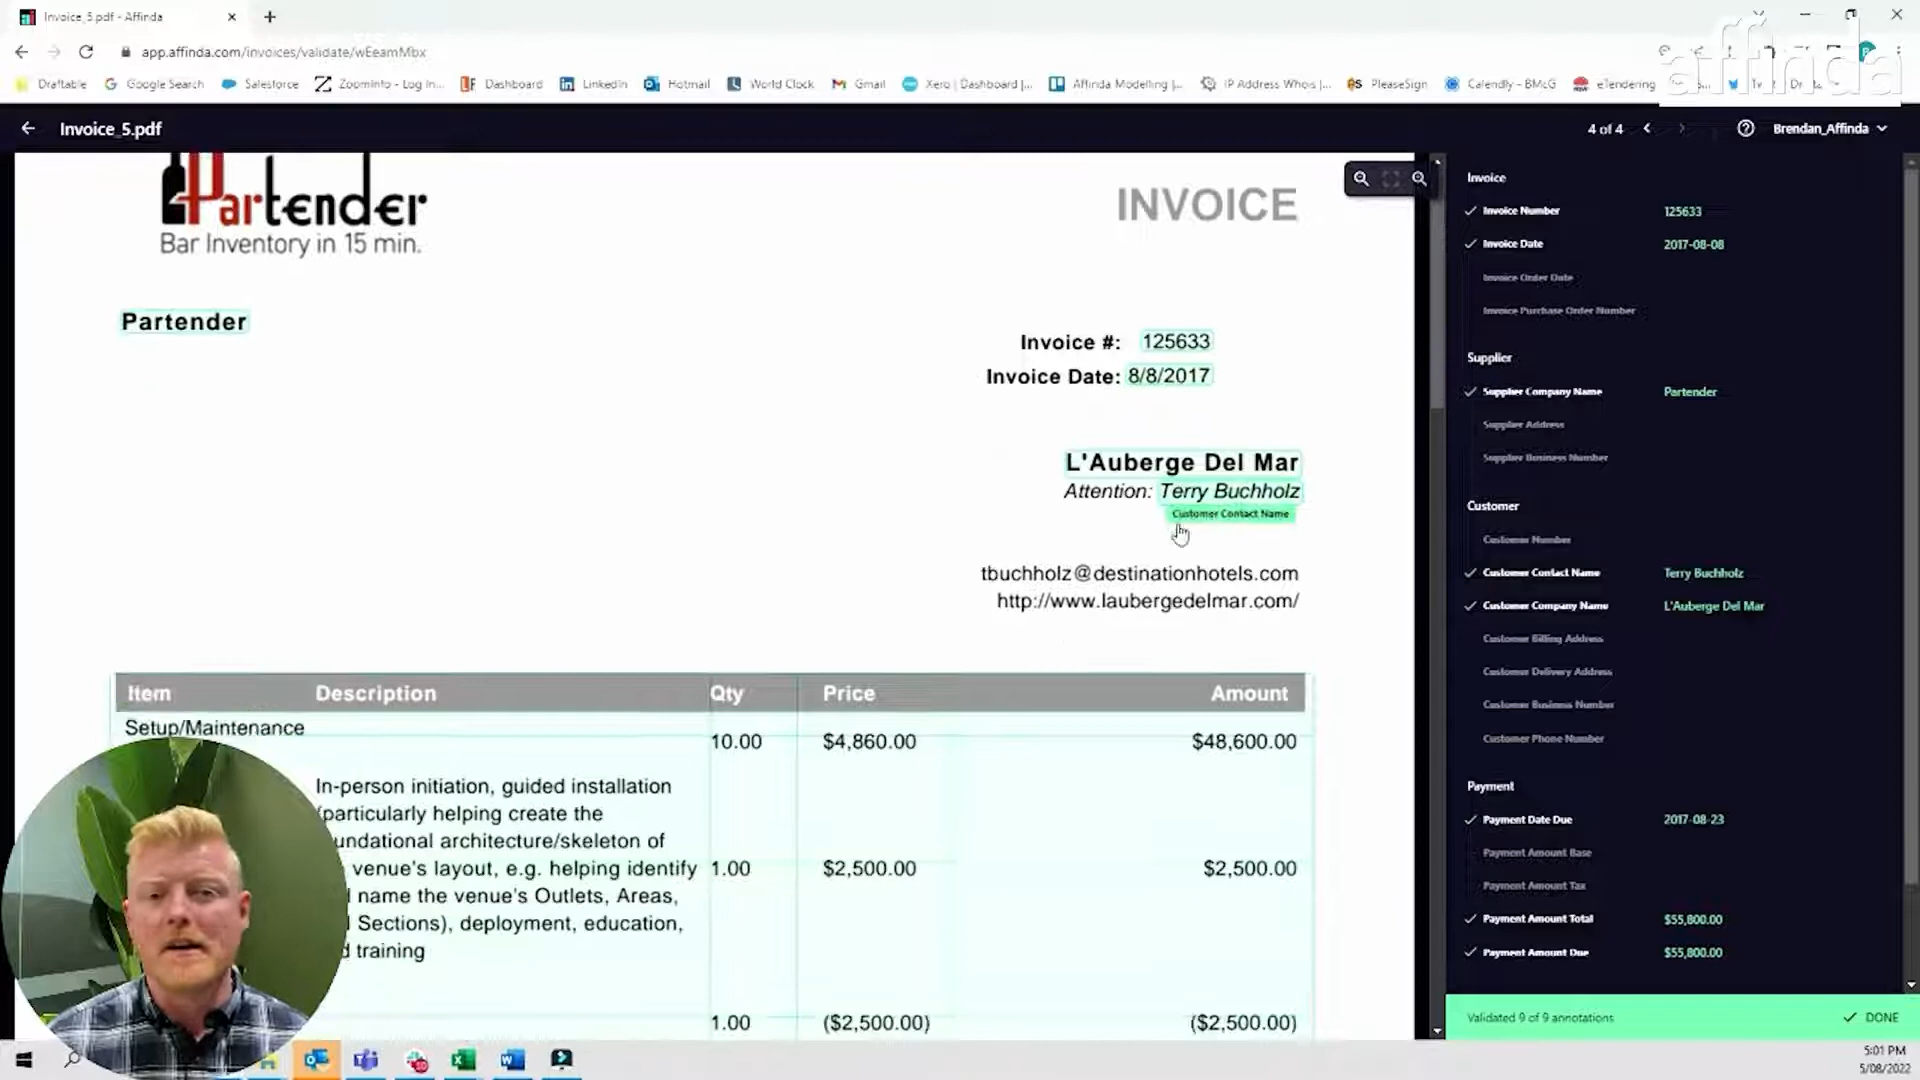 Invoice_5.pdf - Affinda
affinda
app.affinda.com/invoices/validate/wEeamMbx
Draftable
Google Search
Salesforce
ZoomInfo - Log In...
Dashboard
LinkedIn
Hotmail
World Clock
Gmail
Xero | Dashboard |...
Affinda Modelling |...
IP Address Whois |...
PleaseSign
Calendly - BMcG
eTendering
Invoice_5.pdf
4 of 4
Brendan_Affinda
Partender
Bar Inventory in 15 min.
INVOICE
Partender
Invoice #: 125633
Invoice Date: 8/8/2017
L'Auberge Del Mar
Attention: Terry Buchholz
Customer Contact Name
tbuchholz@destinationhotels.com
http://www.laubergedelmar.com/
Item Description Qty Price Amount
Setup/Maintenance
10.00 $4,860.00 $48,600.00
In-person initiation, guided installation
(particularly helping create the
undational architecture/skeleton of
venue's layout, e.g. helping identify 1.00 $2,500.00 $2,500.00
name the venue's Outlets, Areas,
Sections), deployment, education,
training
1.00 ($2,500.00) ($2,500.00)
Invoice
Invoice Number 125633
Invoice Date 2017-08-08
Invoice Order Date
Invoice Purchase Order Number
Supplier
Supplier Company Name Partender
Supplier Address
Supplier Business Number
Customer
Customer Number
Customer Contact Name Terry Buchholz
Customer Company Name L'Auberge Del Mar
Customer Billing Address
Customer Delivery Address
Customer Business Number
Customer Phone Number
Payment
Payment Date Due 2017-08-23
Payment Amount Base
Payment Amount Tax
Payment Amount Total $55,800.00
Payment Amount Due $55,800.00
Validated 9 of 9 annotations
DONE
5:01 PM
5/08/2022